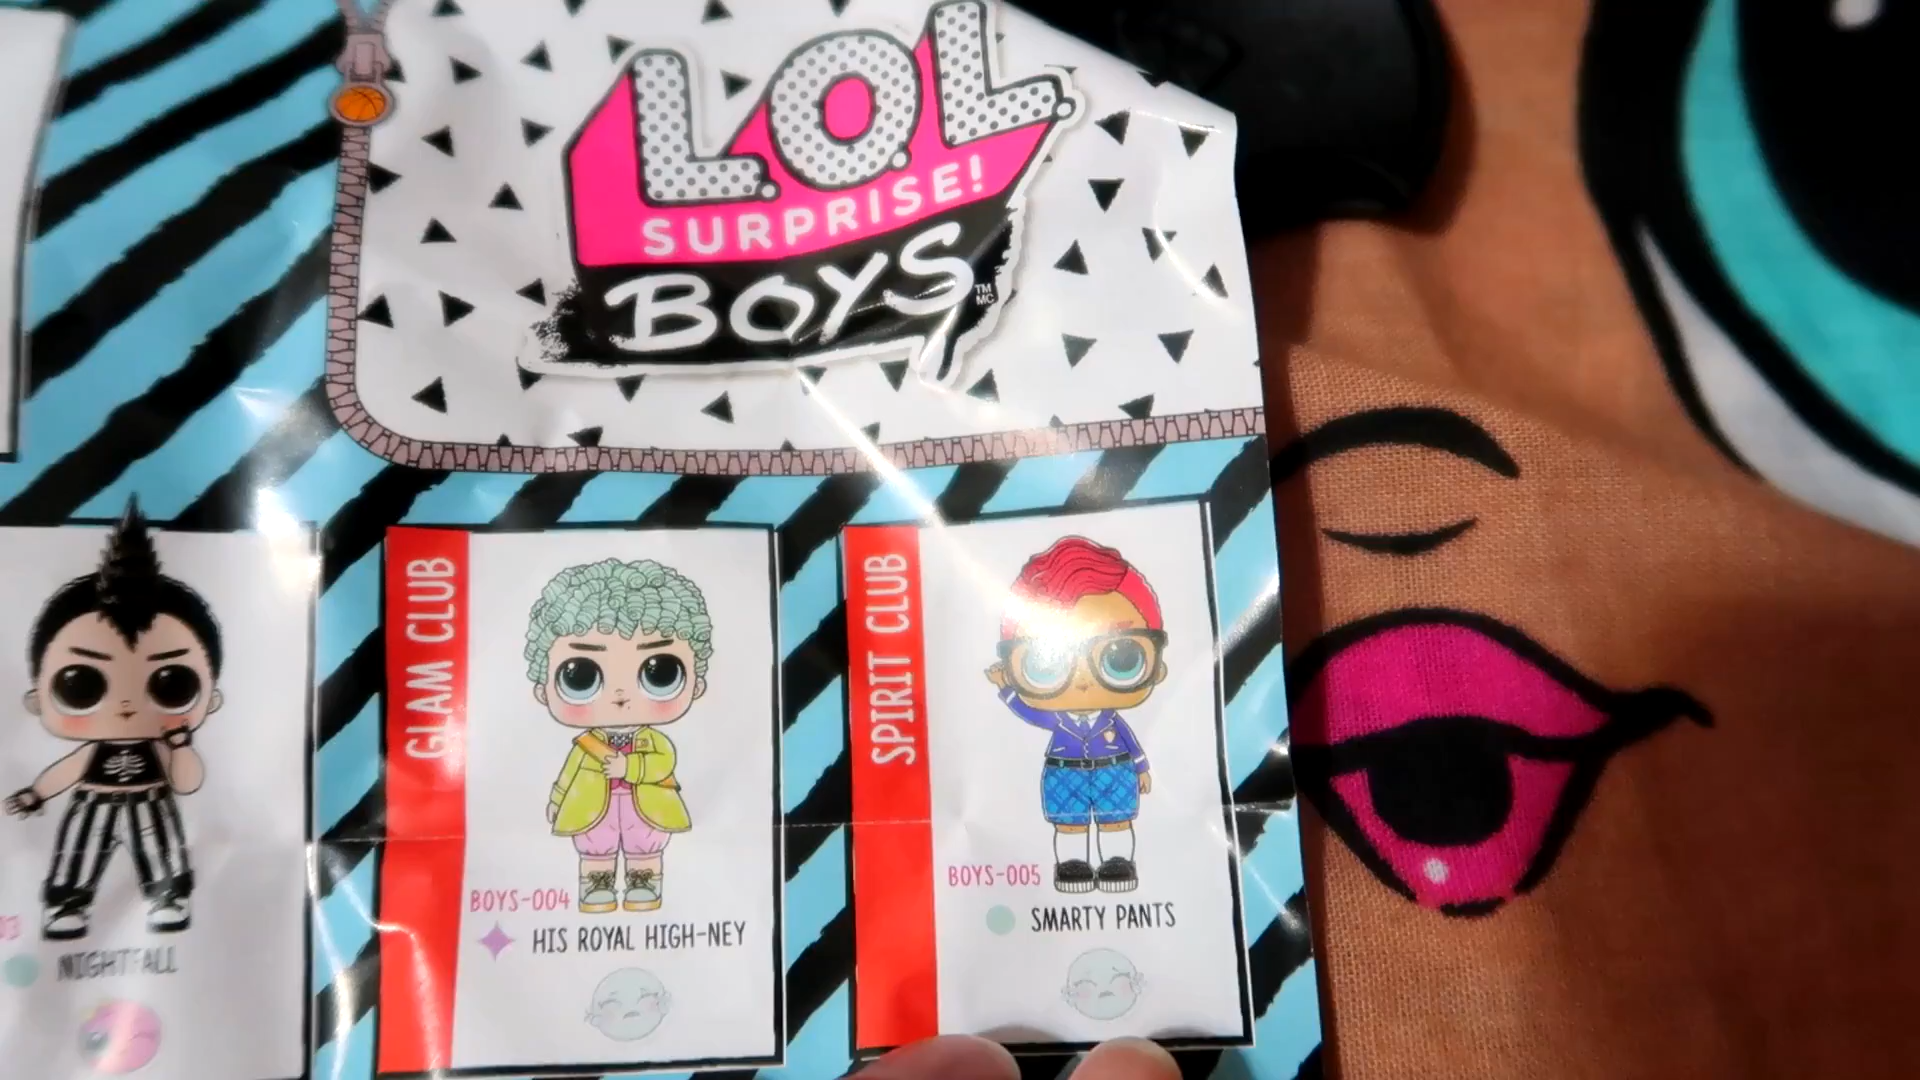 L.O.L.
SURPRISE!
BOYS TM MC
NIGHTFALL
GLAM CLUB
BOYS-004
HIS ROYAL HIGH-NEY
SPIRIT CLUB
BOYS-005
SMARTY PANTS